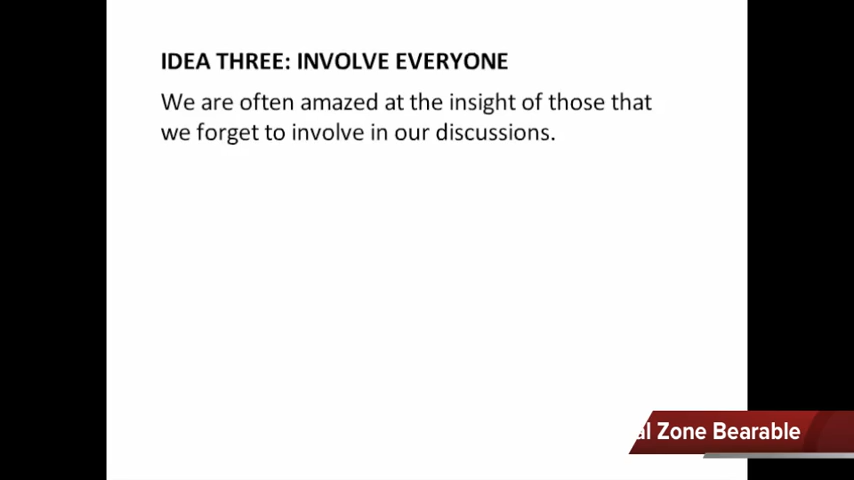 IDEA THREE: INVOLVE EVERYONE
We are often amazed at the insight of those that
we forget to involve in our discussions.
al Zone Bearable